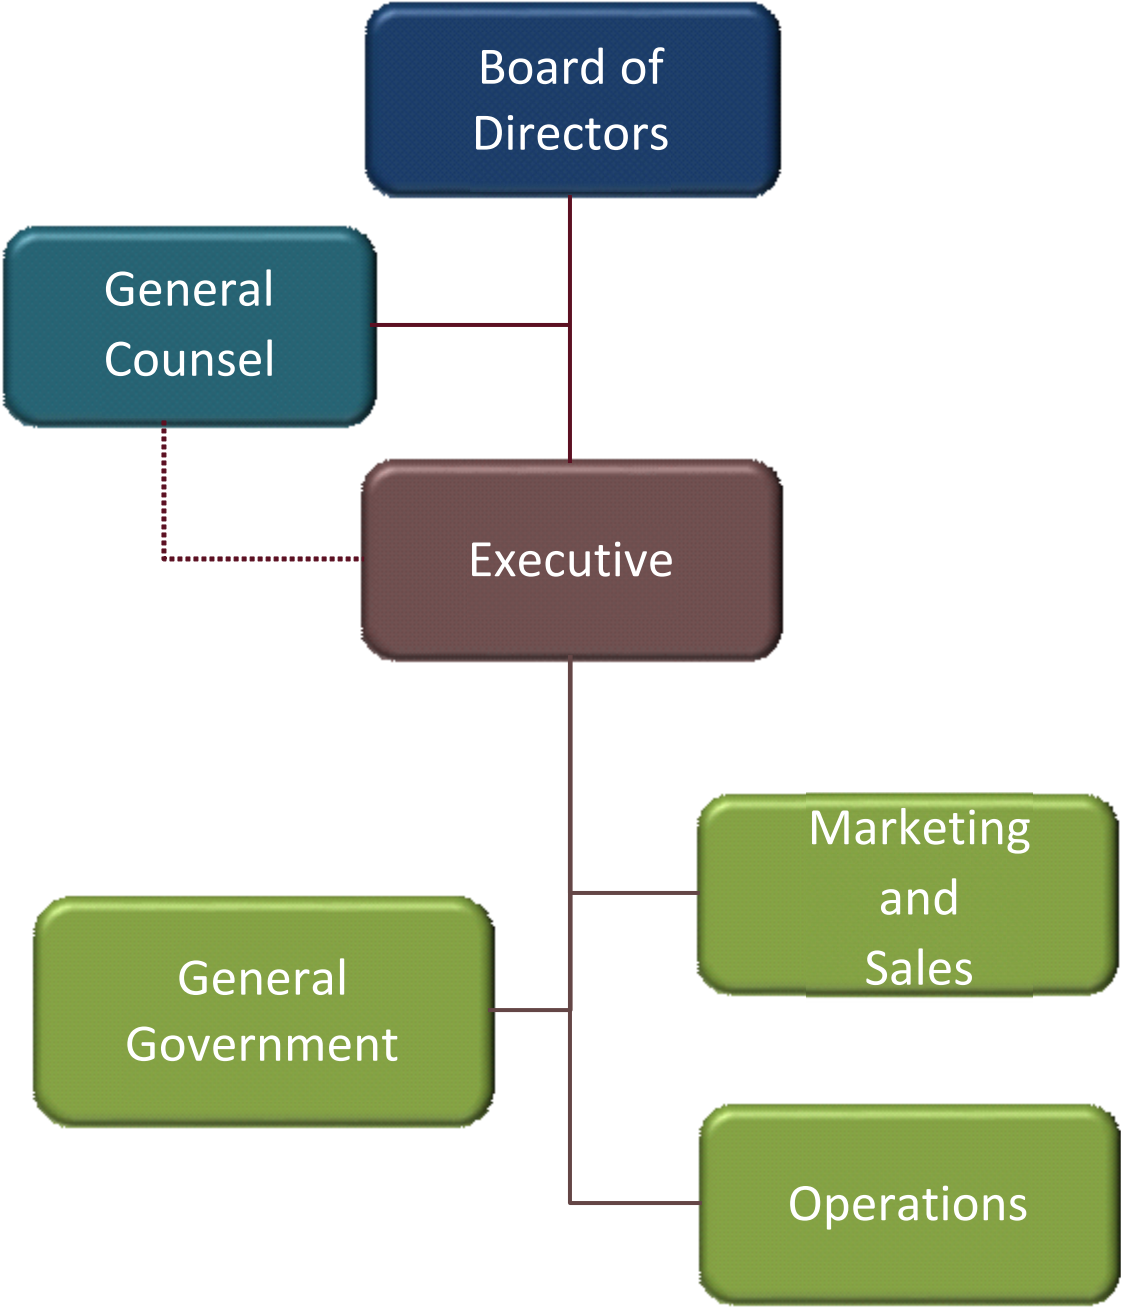 Board of
Directors
General
Counsel
Executive
Marketing
and
Sales
General
Government
Operations